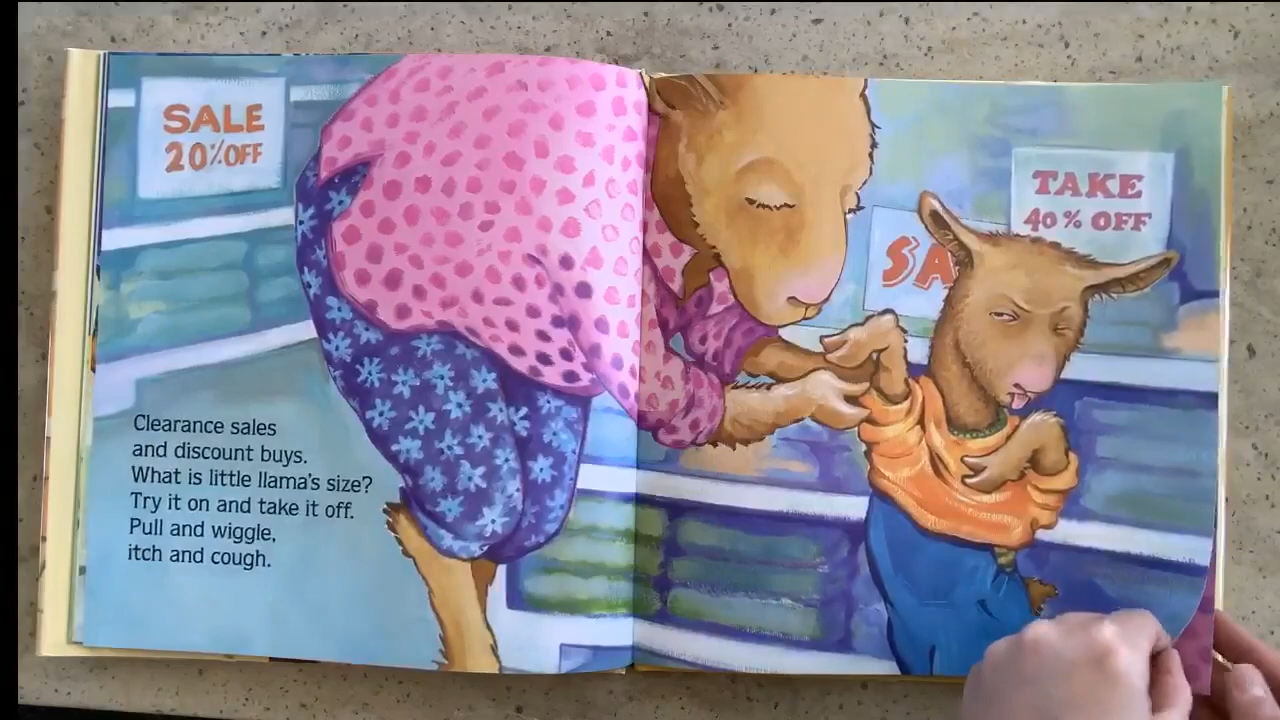 SALE
20% OFF
Clearance sales
and discount buys.
What is little llama's size?
Try it on and take it off.
Pull and wiggle,
itch and cough.
SA
TAKE
40% OFF